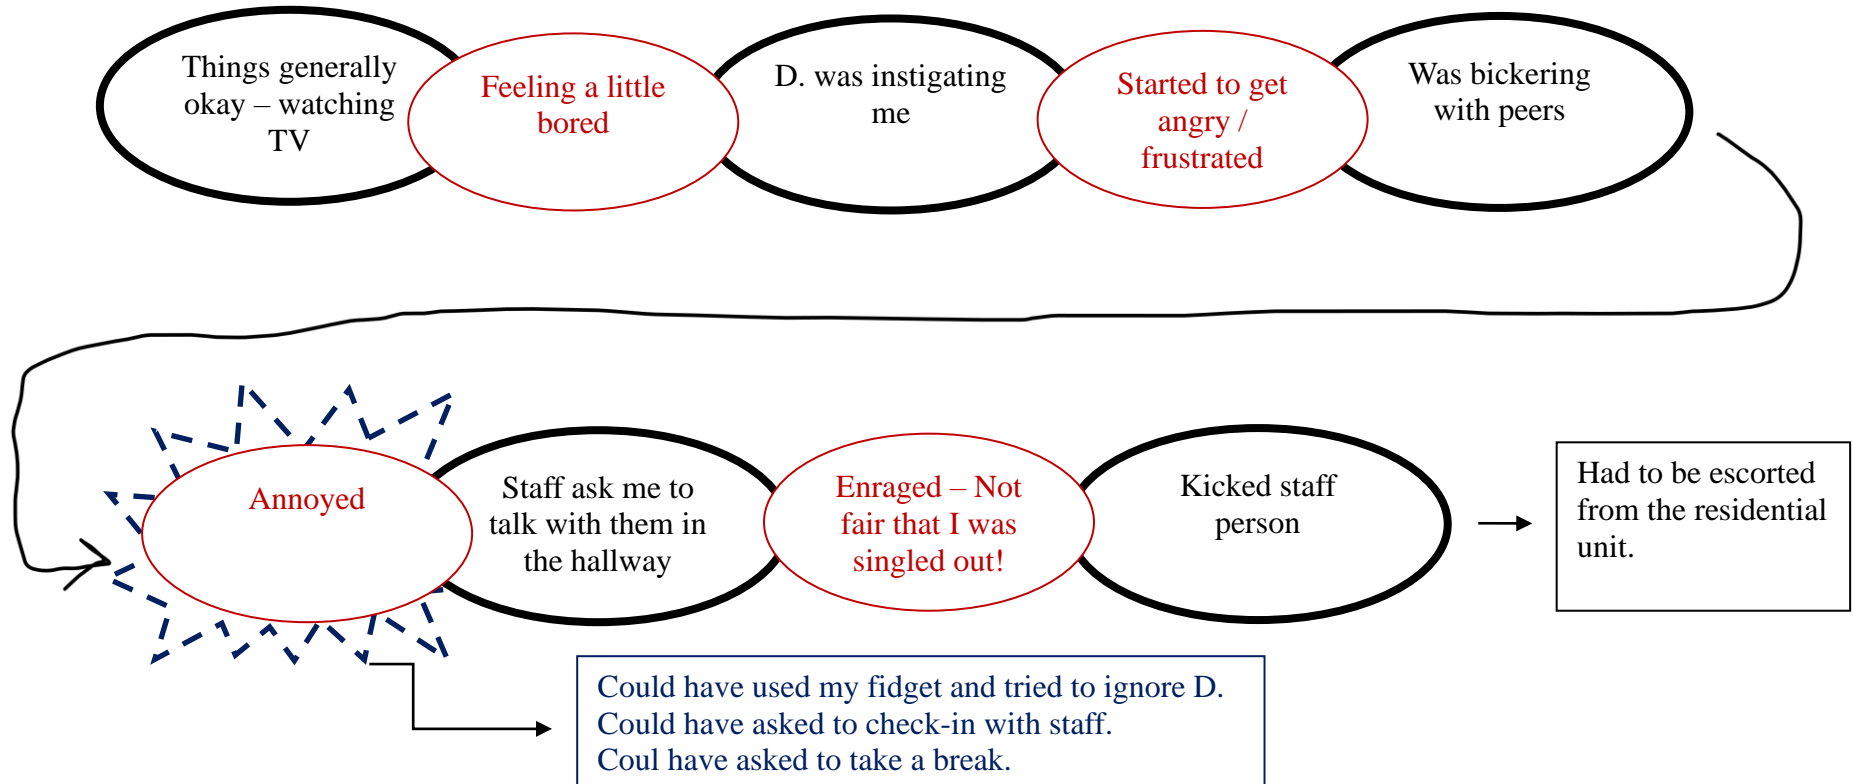 Things generally
okay – watching
TV
Feeling a little
bored
D. was instigating
me
Started to get
angry /
frustrated
Was bickering
with peers
Annoyed
Staff ask me to
talk with them in
the hallway
Enraged – Not
fair that I was
singled out!
Kicked staff
person
Had to be escorted
from the residential
unit.
Could have used my fidget and tried to ignore D.
Could have asked to check-in with staff.
Coul have asked to take a break.